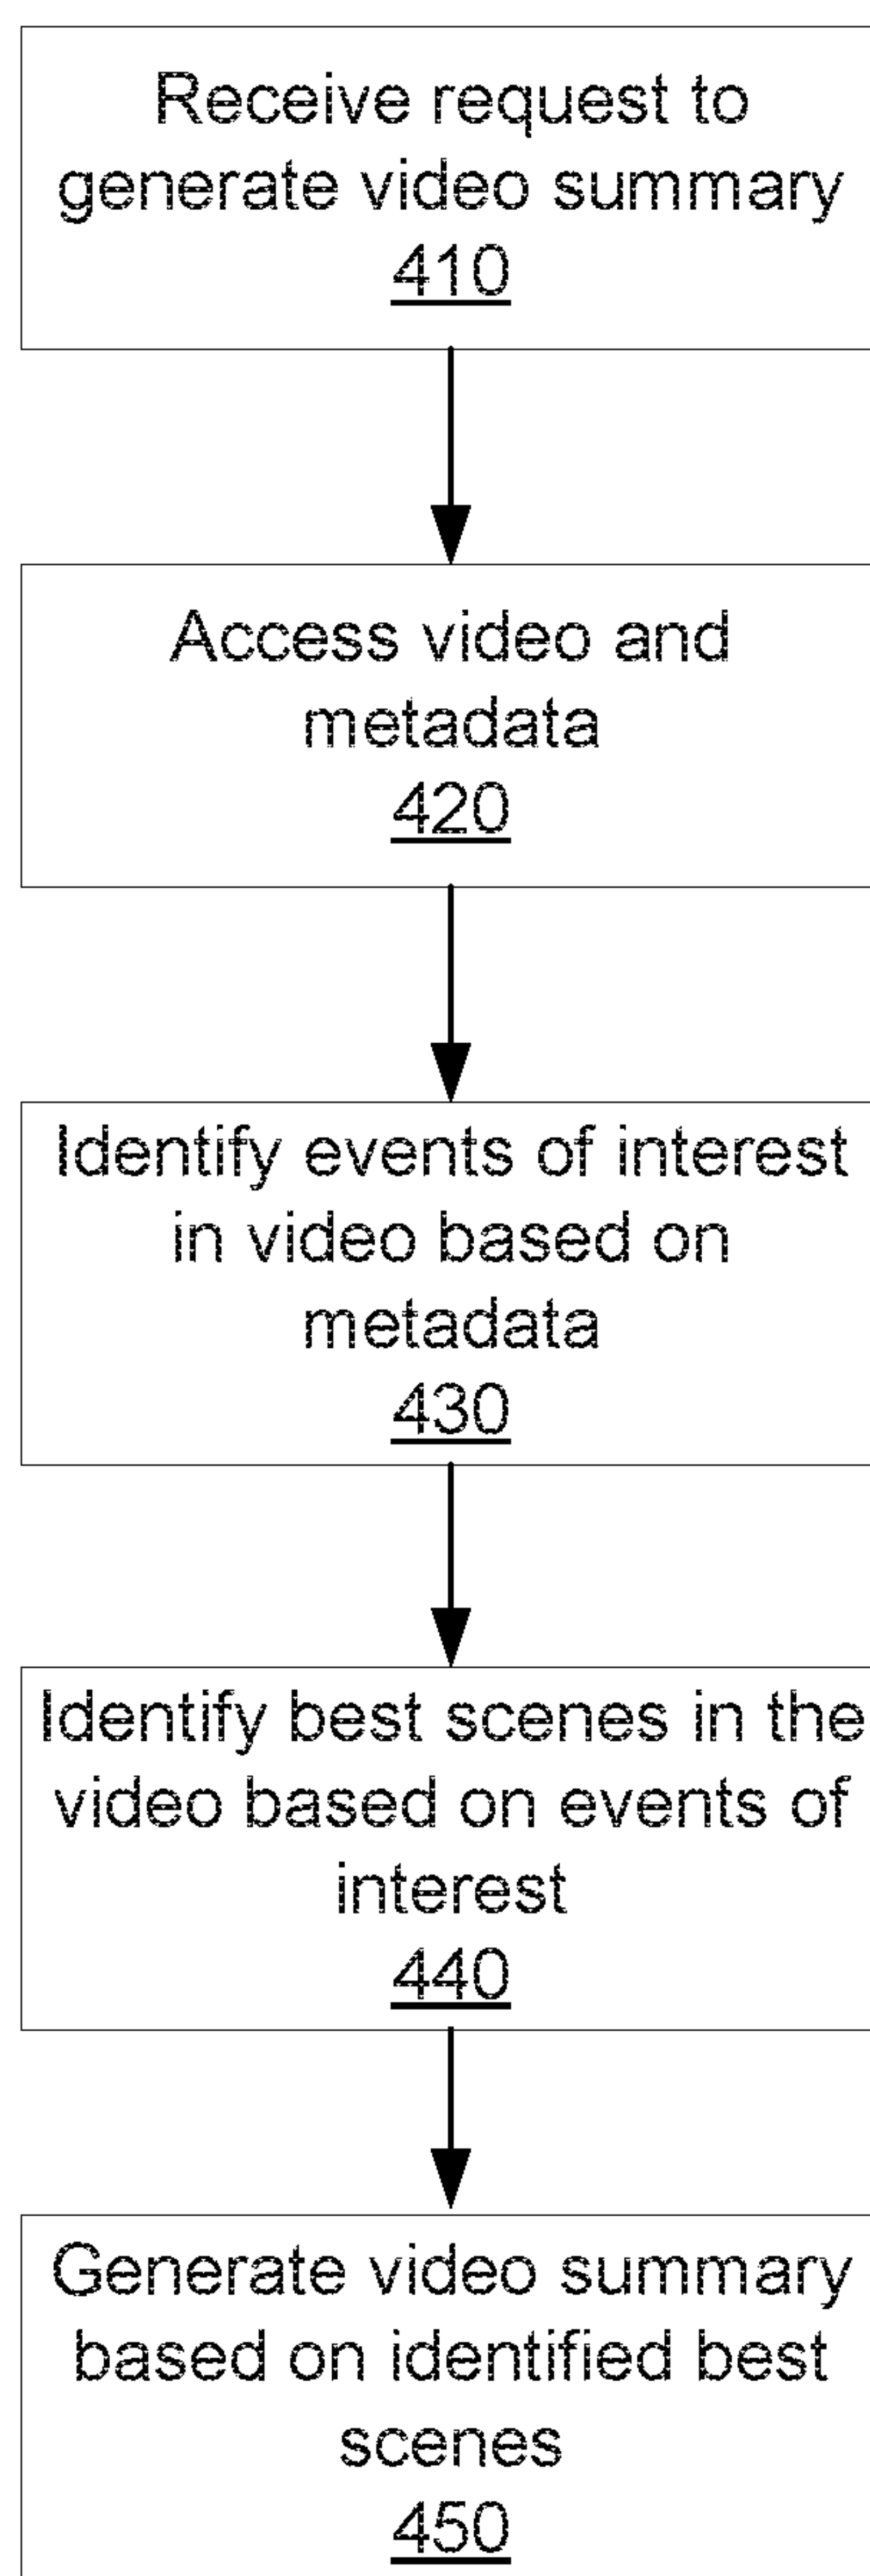 Receive request to
generate video summary
410
Access video and
metadata
420
Identify events of interest
in video based on
metadata
430
Identify best scenes in the
video based on events of
interest
440
Generate video summary
based on identified best
scenes
450